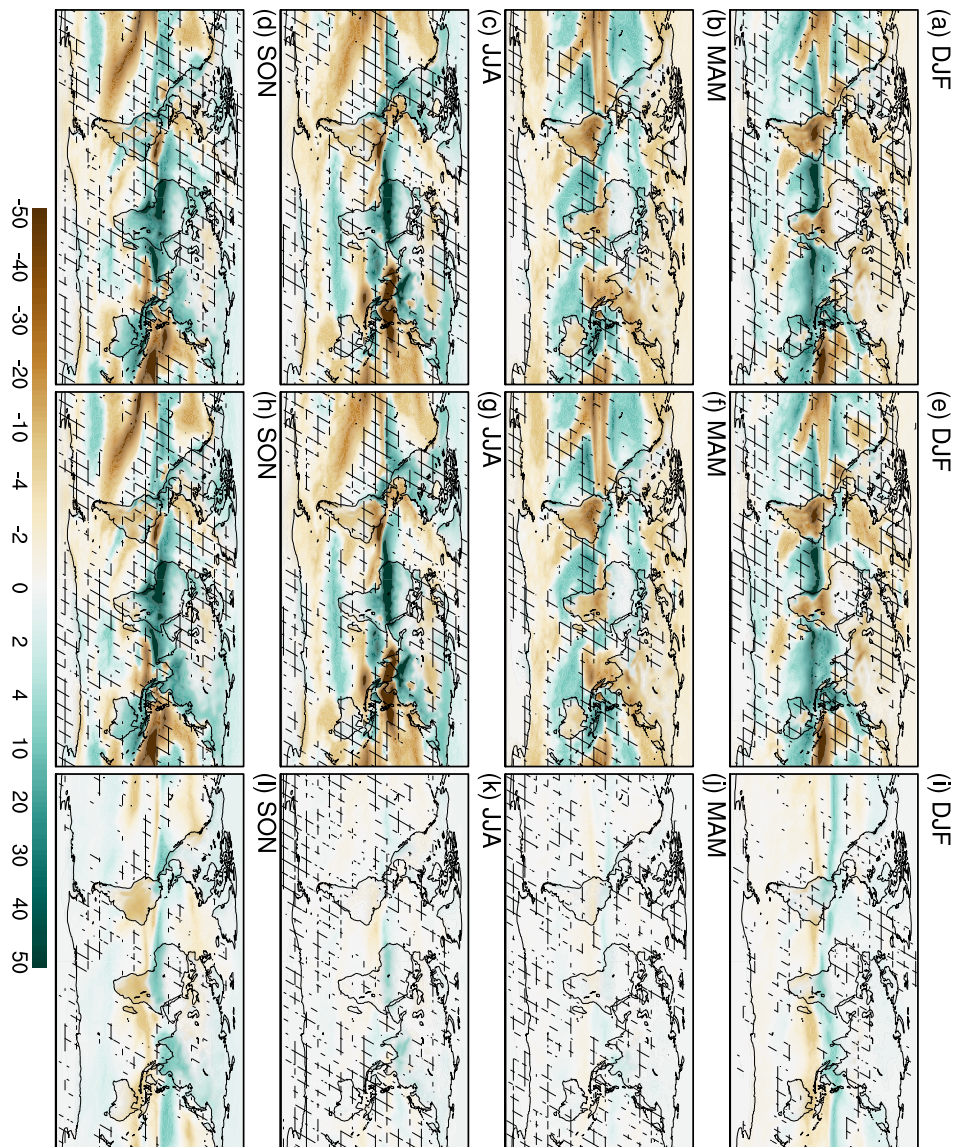 (a) DJF
(e) DJF
(i) DJF
(b) MAM
(f) MAM
(j) MAM
(c) JJA
(g) JJA
(k) JJA
(d) SON
(h) SON
(l) SON
-50 -40 -30 -20 -10 -4 -2 0 2 4 10 20 30 40 50